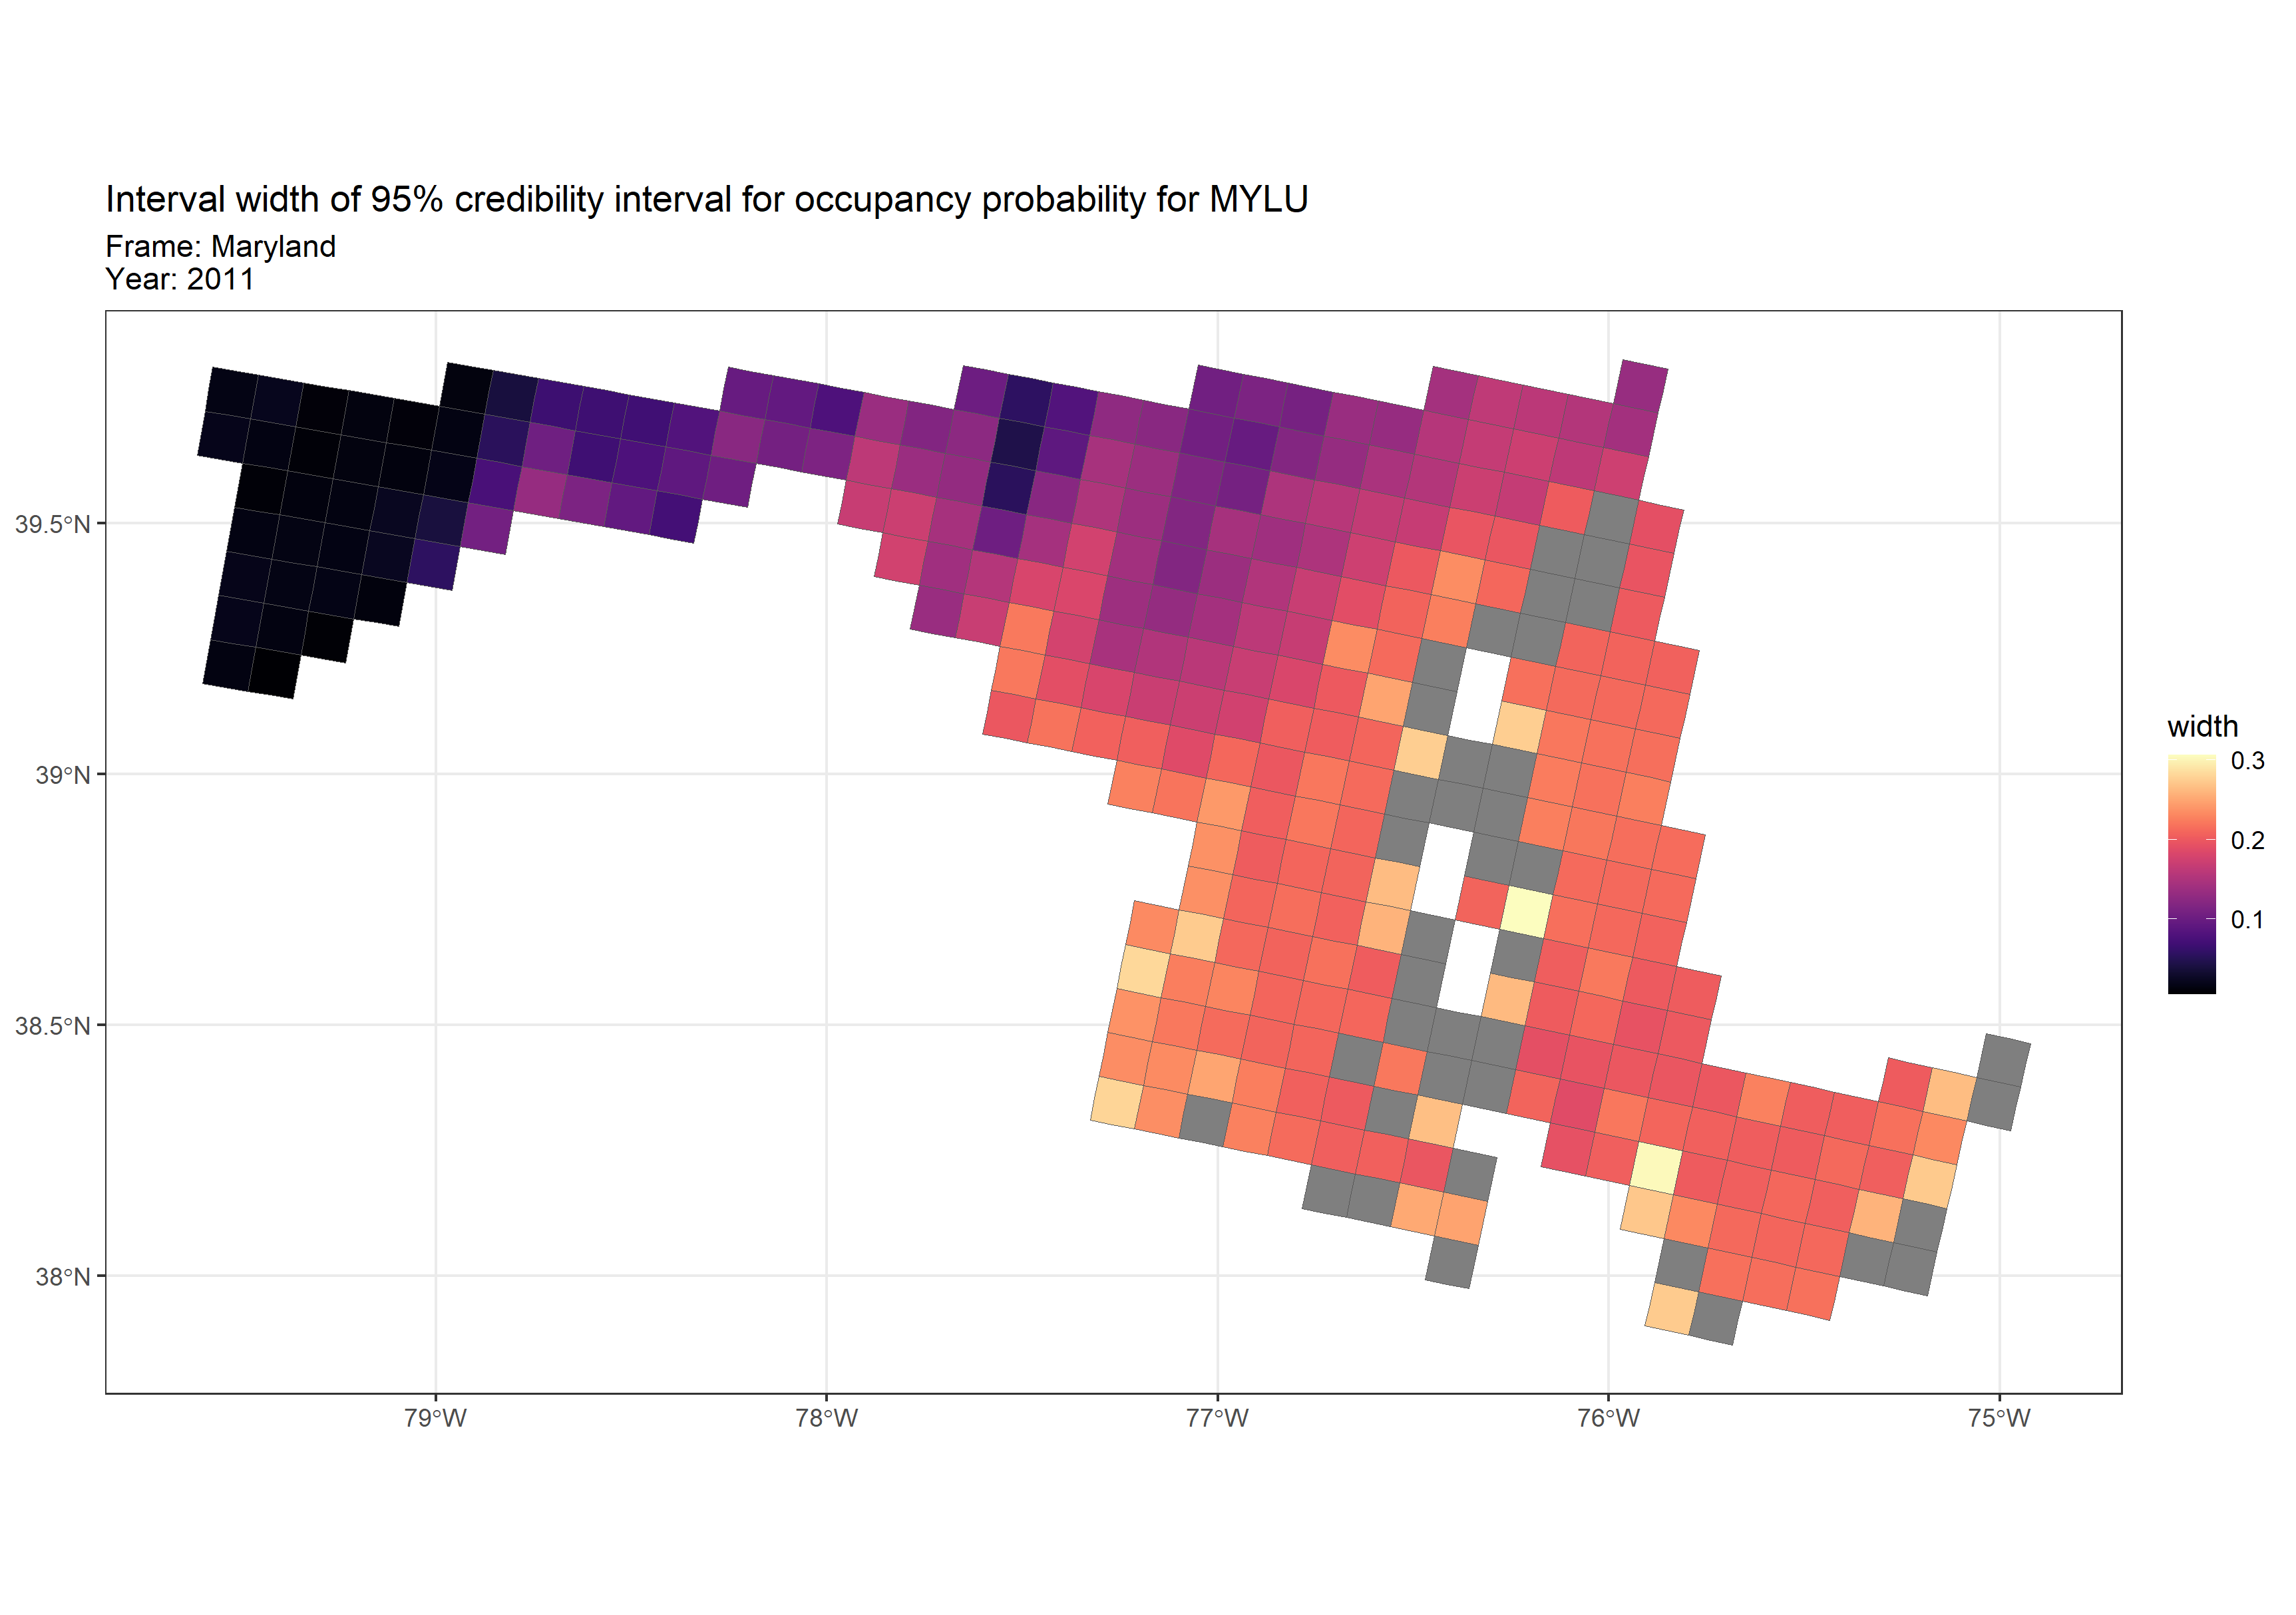 Interval width of 95% credibility interval for occupancy probability for MYLU
Frame: Maryland
Year: 2011
39.5°N
39°N
38.5°N
38°N
79°W
78°W
77°W
76°W
75°W
width
0.3
0.2
0.1